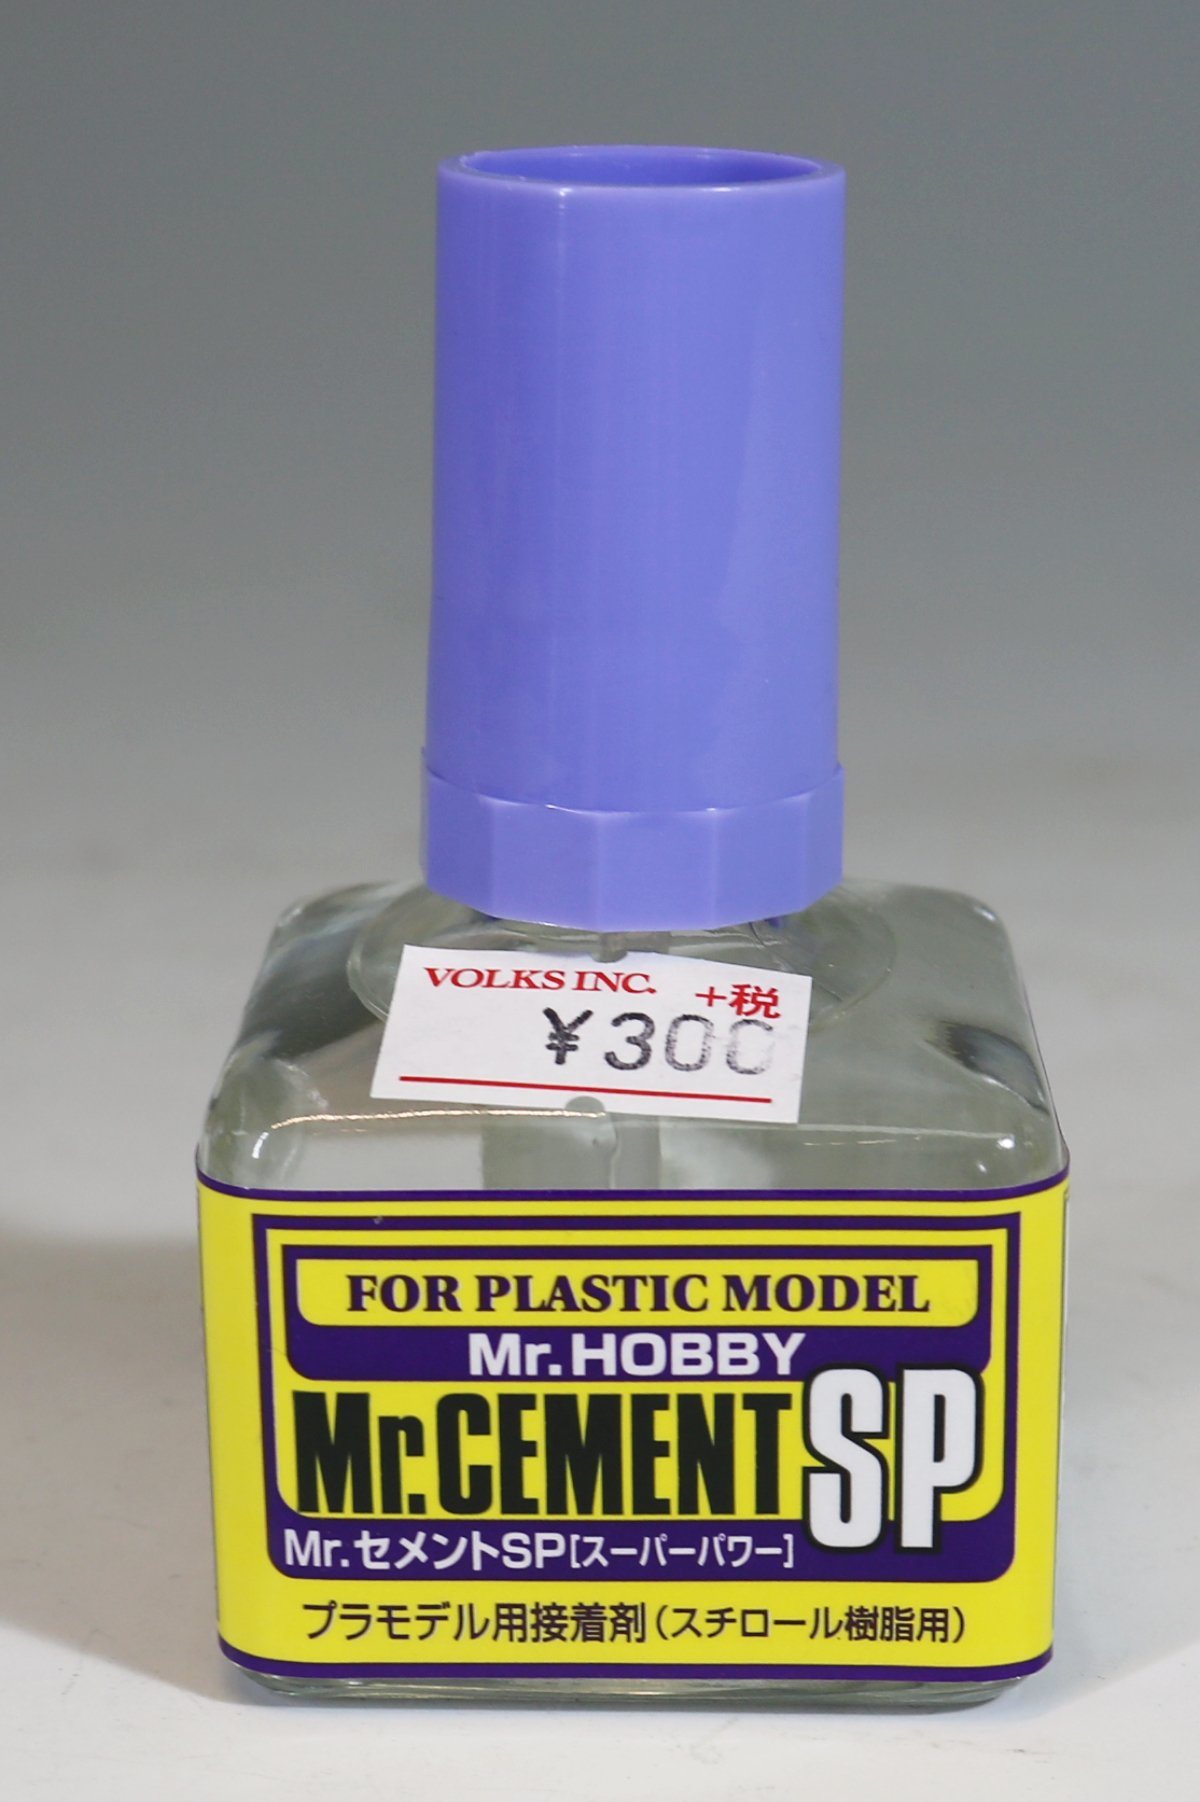 VOLKS INC. +税
¥300
FOR PLASTIC MODEL
Mr.HOBBY
Mr.CEMENT SP
Mr.セメントSP[スーパーパワー]
プラモデル用接着剤(スチロール樹脂用)